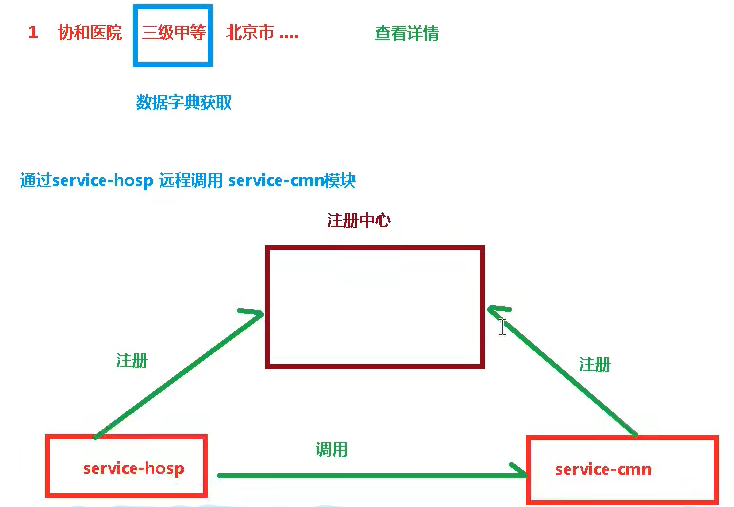 1 协和医院 三级甲等 北京市 .... 查看详情
数据字典获取
通过service-hosp 远程调用 service-cmn模块
注册中心
注册
注册
调用
service-hosp
service-cmn